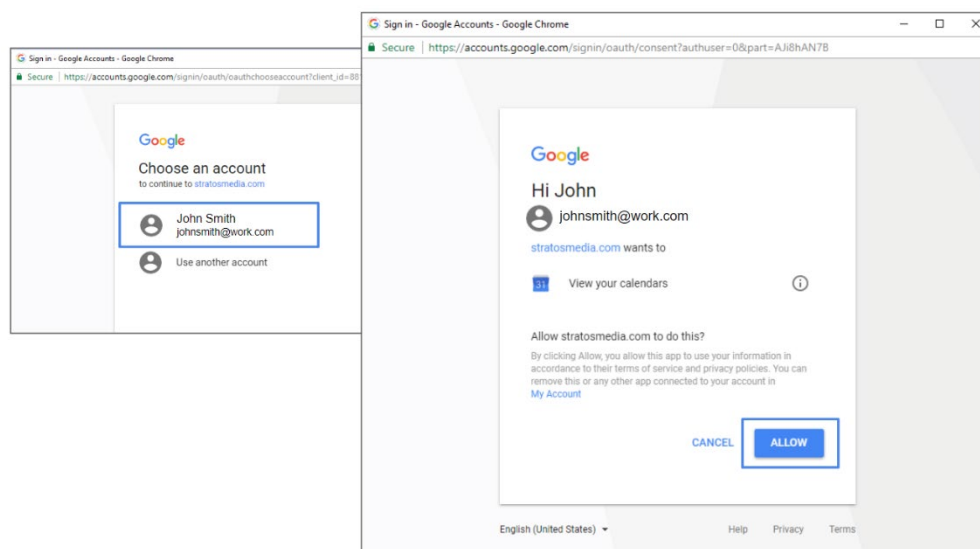 Sign in - Google Accounts - Google Chrome
Secure | https://accounts.google.com/signin/oauth/oauthchooseaccount?client_id=88
Google
Choose an account
to continue to stratosmedia.com
John Smith
johnsmith@work.com
Use another account
Sign in - Google Accounts - Google Chrome
Secure | https://accounts.google.com/signin/oauth/consent?authuser=0&part=AJi8hAN7B
Google
Hi John
johnsmith@work.com
stratosmedia.com wants to
31 View your calendars
Allow stratosmedia.com to do this?
By clicking Allow, you allow this app to use your information in
accordance to their terms of service and privacy policies. You can
remove this or any other app connected to your account in
My Account
CANCEL ALLOW
English (United States) Help Privacy Terms